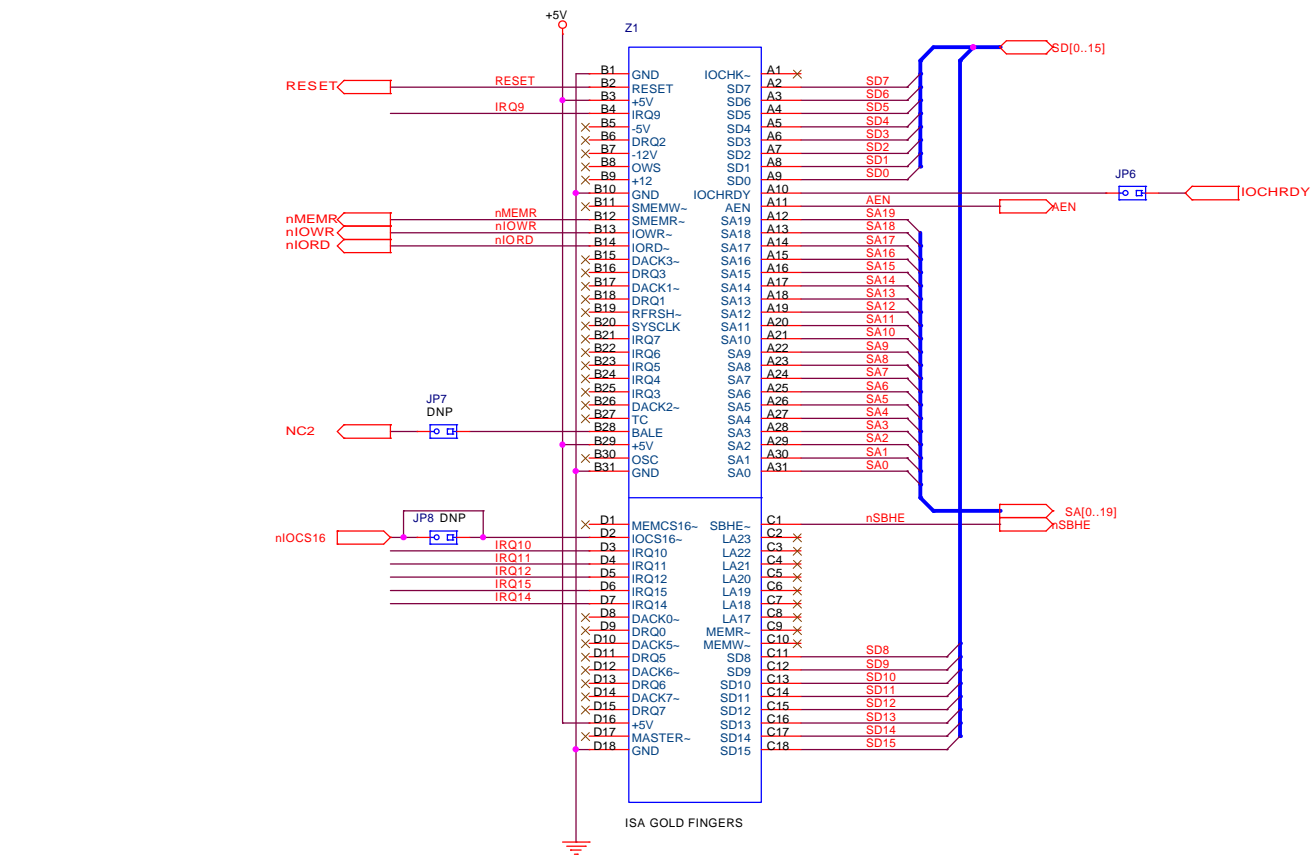 +5V
Z1
SD[0..15]
B1 GND IOCHK~ A1
RESET RESET B2 RESET SD7 A2 SD7
B3 +5V SD6 A3 SD6
IRQ9 B4 IRQ9 SD5 A4 SD5
B5 -5V SD4 A5 SD4
B6 DRQ2 SD3 A6 SD3
B7 -12V SD2 A7 SD2
B8 OWS SD1 A8 SD1
B9 +12 SD0 A9 SD0
JP6
B10 GND IOCHRDY A10 IOCHRDY
B11 SMEMW~ AEN A11 AEN AEN
nMEMR nMEMR B12 SMEMR~ SA19 A12 SA19
nIOWR nIOWR B13 IOWR~ SA18 A13 SA18
nIORD nIORD B14 IORD~ SA17 A14 SA17
B15 DACK3~ SA16 A15 SA16
B16 DRQ3 SA15 A16 SA15
B17 DACK1~ SA14 A17 SA14
B18 DRQ1 SA13 A18 SA13
B19 RFRSH~ SA12 A19 SA12
B20 SYSCLK SA11 A20 SA11
B21 IRQ7 SA10 A21 SA10
B22 IRQ6 SA9 A22 SA9
B23 IRQ5 SA8 A23 SA8
B24 IRQ4 SA7 A24 SA7
B25 IRQ3 SA6 A25 SA6
B26 DACK2~ SA5 A26 SA5
JP7
DNP
B27 TC SA4 A27 SA4
NC2 B28 BALE SA3 A28 SA3
B29 +5V SA2 A29 SA2
B30 OSC SA1 A30 SA1
B31 GND SA0 A31 SA0
SA[0..19]
JP8 DNP
D1 MEMCS16~ SBHE~ C1 nSBHE nSBHE
nIOCS16 D2 IOCS16~ LA23 C2
IRQ10 D3 IRQ10 LA22 C3
IRQ11 D4 IRQ11 LA21 C4
IRQ12 D5 IRQ12 LA20 C5
IRQ15 D6 IRQ15 LA19 C6
IRQ14 D7 IRQ14 LA18 C7
D8 DACK0~ LA17 C8
D9 DRQ0 MEMR~ C9
D10 DACK5~ MEMW~ C10
D11 DRQ5 SD8 C11 SD8
D12 DACK6~ SD9 C12 SD9
D13 DRQ6 SD10 C13 SD10
D14 DACK7~ SD11 C14 SD11
D15 DRQ7 SD12 C15 SD12
D16 +5V SD13 C16 SD13
D17 MASTER~ SD14 C17 SD14
D18 GND SD15 C18 SD15
ISA GOLD FINGERS